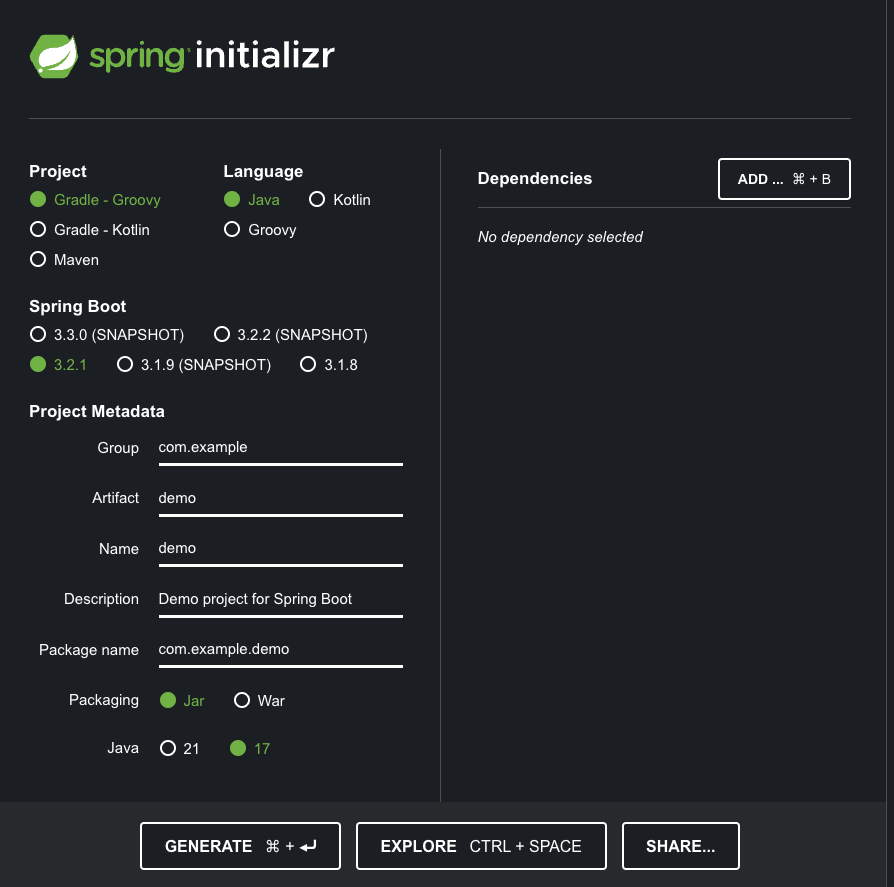 spring initializr
Project
Gradle - Groovy
Gradle - Kotlin
Maven
Language
Java Kotlin
Groovy
Spring Boot
3.3.0 (SNAPSHOT) 3.2.2 (SNAPSHOT)
3.2.1 3.1.9 (SNAPSHOT) 3.1.8
Project Metadata
Group com.example
Artifact demo
Name demo
Description Demo project for Spring Boot
Package name com.example.demo
Packaging Jar War
Java 21 17
Dependencies
ADD ... ⌘ + B
No dependency selected
GENERATE ⌘ + ⏎
EXPLORE CTRL + SPACE
SHARE...